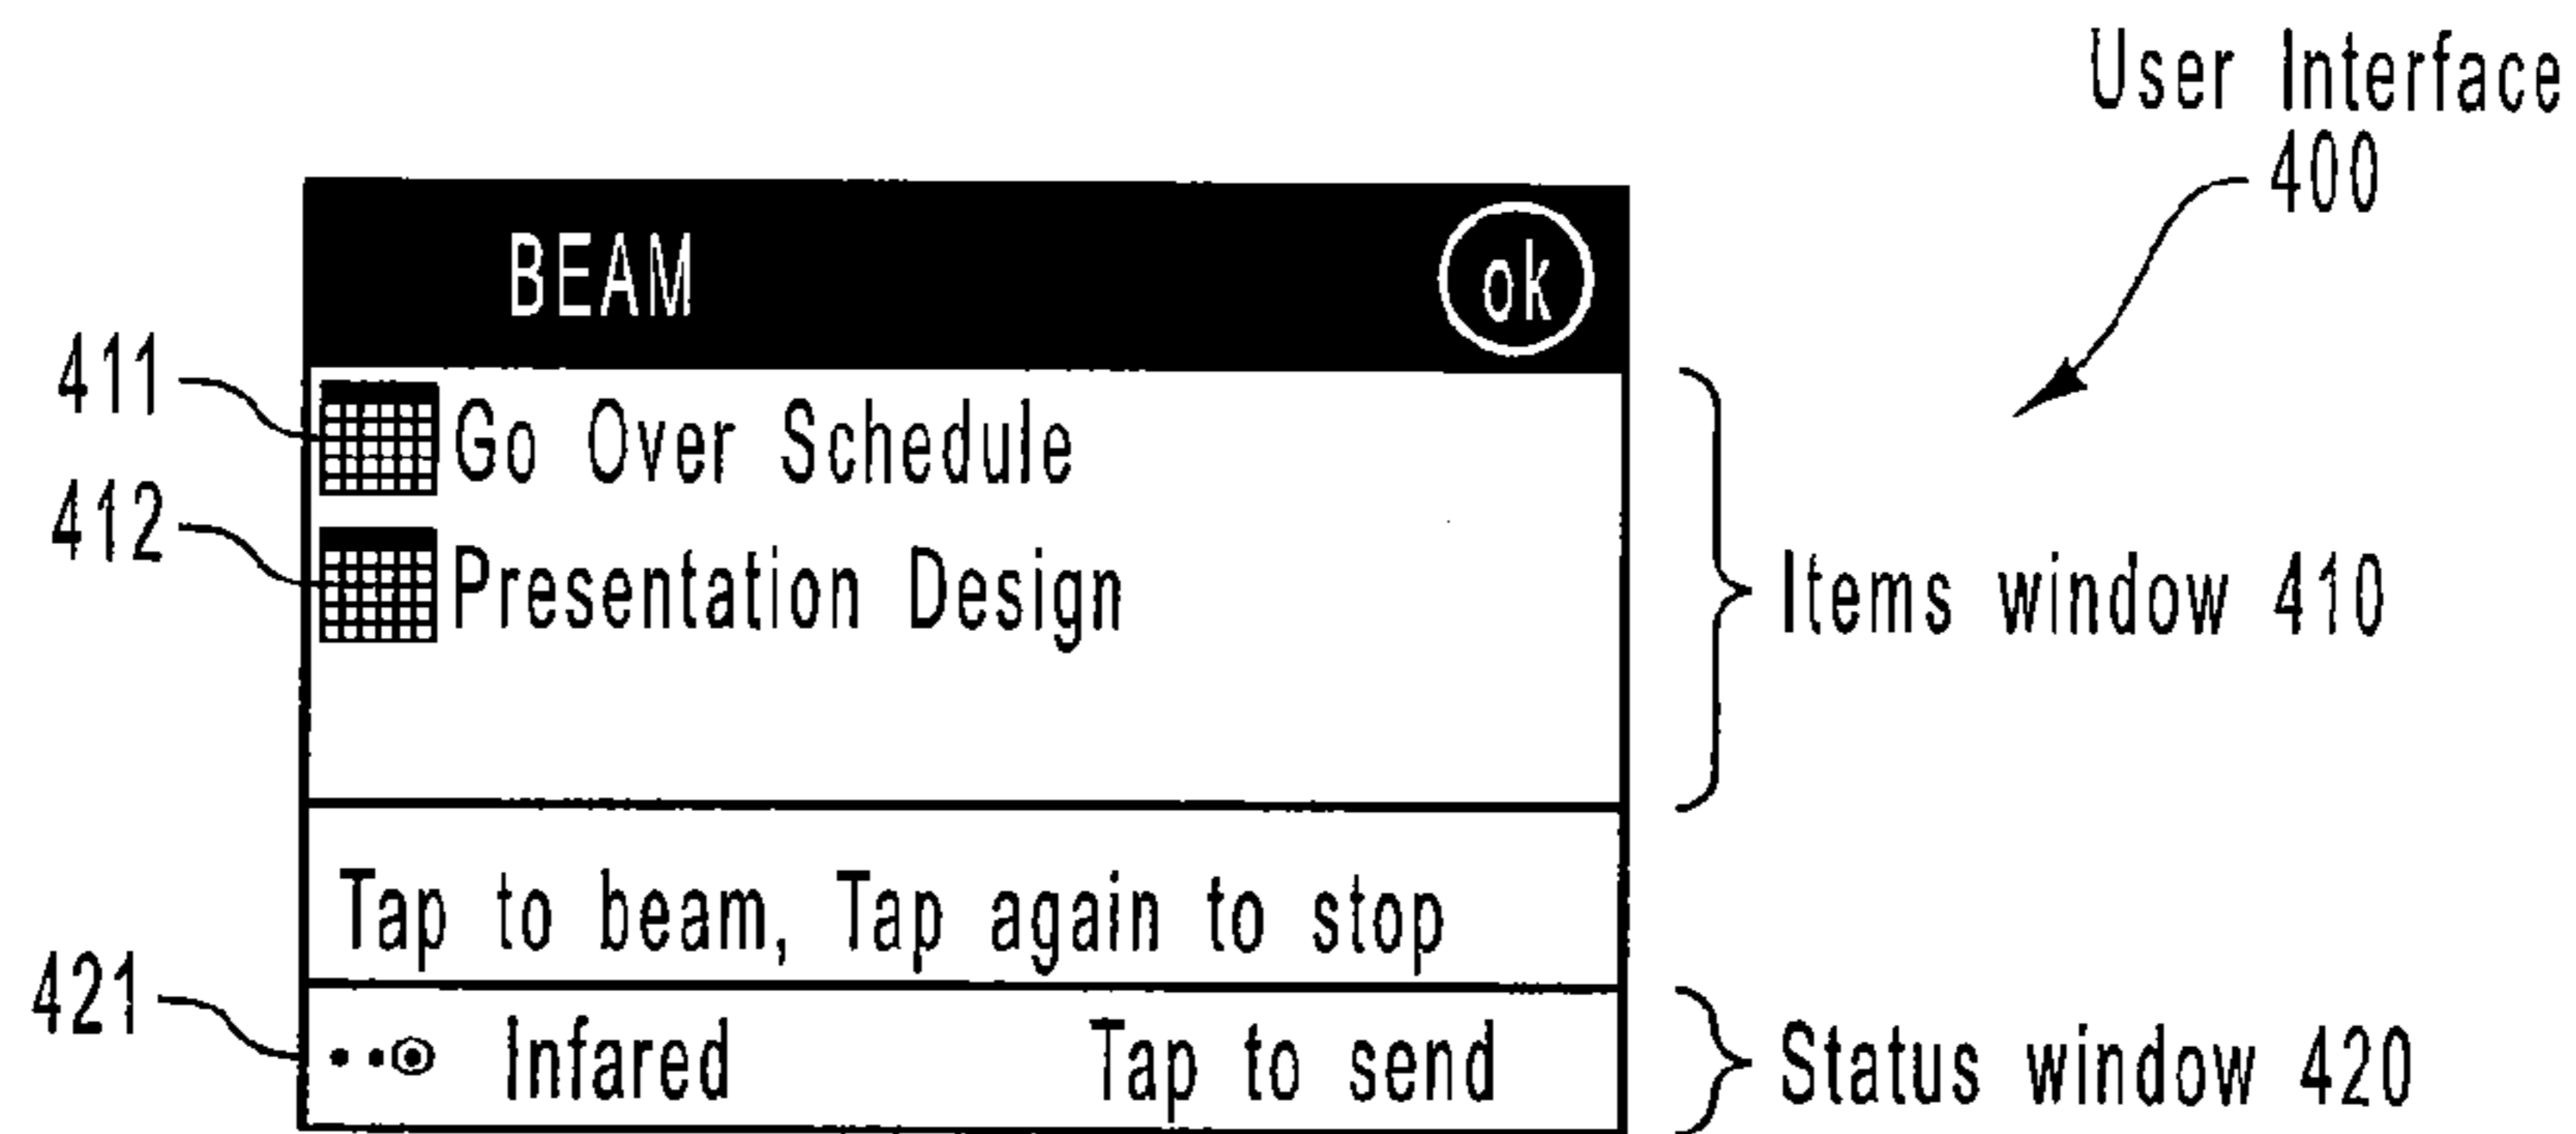 User Interface
400
BEAM
ok
411
Go Over Schedule
412
Presentation Design
Items window 410
Tap to beam, Tap again to stop
421
Infared
Tap to send
Status window 420